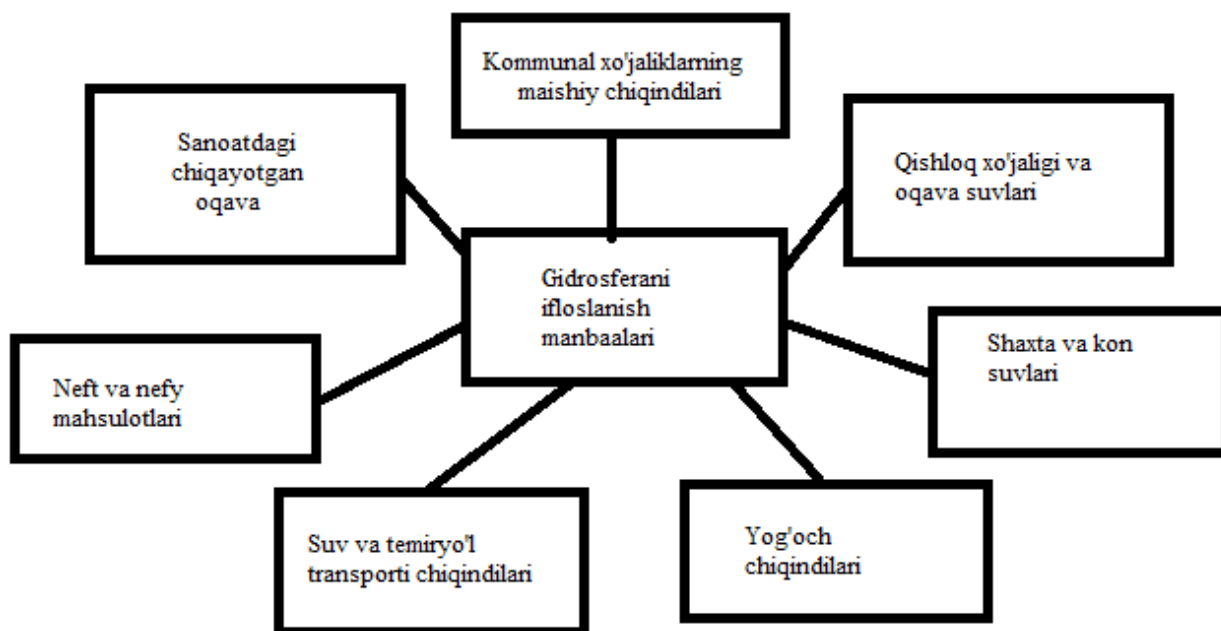 Kommunal xo'jaliklarning
maishiy chiqindilari
Sanoatdagi
chiqayotgan
oqava
Qishloq xo'jaligi va
oqava suvlari
Gidrosferani
ifloslanish
manbaalari
Neft va nefy
mahsulotlari
Shaxta va kon
suvlari
Suv va temiryo'l
transporti chiqindilari
Yog'och
chiqindilari